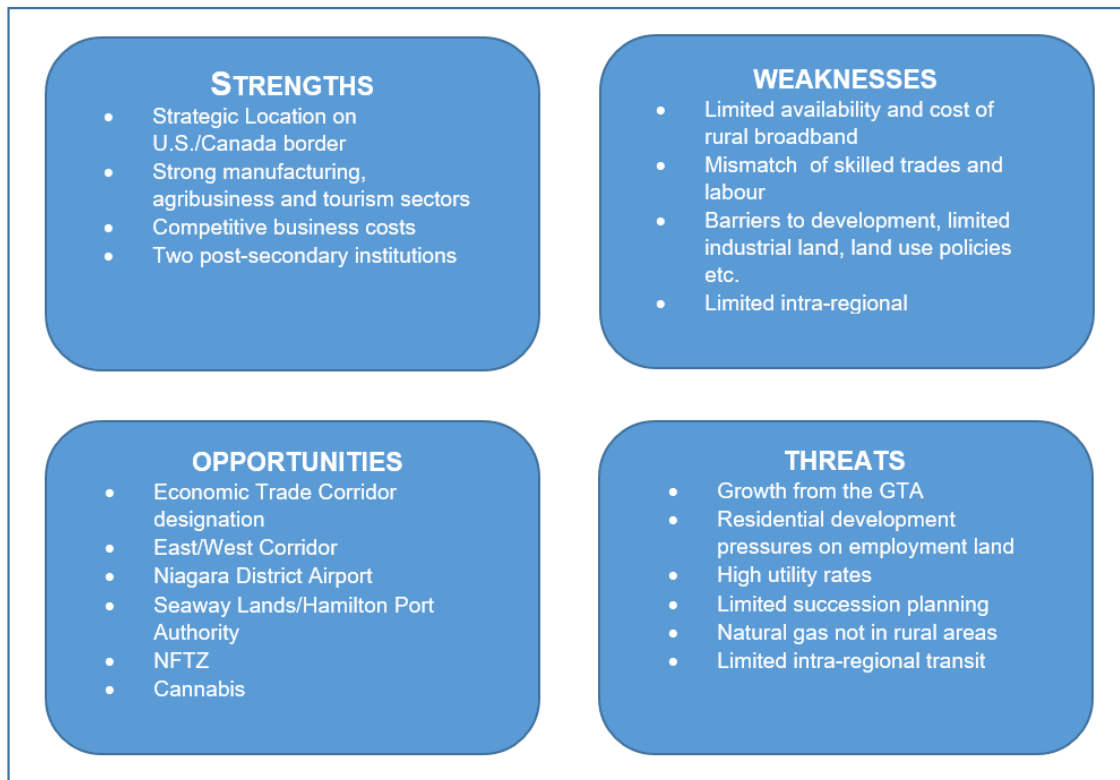 STRENGTHS
• Strategic Location on
U.S./Canada border
• Strong manufacturing,
agribusiness and tourism sectors
• Competitive business costs
• Two post-secondary institutions
WEAKNESSES
• Limited availability and cost of
rural broadband
• Mismatch of skilled trades and
labour
• Barriers to development, limited
industrial land, land use policies
etc.
• Limited intra-regional
OPPORTUNITIES
• Economic Trade Corridor
designation
• East/West Corridor
• Niagara District Airport
• Seaway Lands/Hamilton Port
Authority
• NFTZ
• Cannabis
THREATS
• Growth from the GTA
• Residential development
pressures on employment land
• High utility rates
• Limited succession planning
• Natural gas not in rural areas
• Limited intra-regional transit